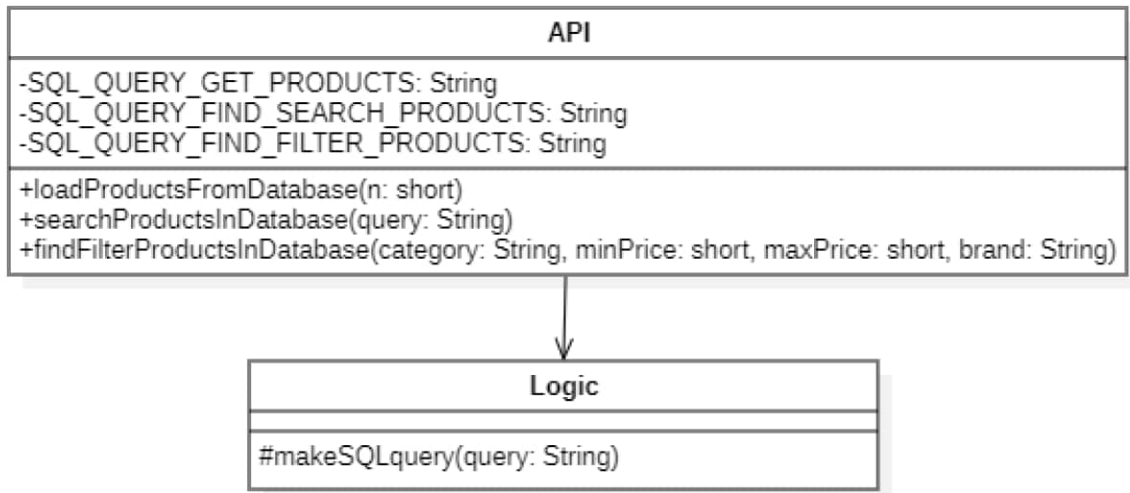 API
-SQL_QUERY_GET_PRODUCTS: String
-SQL_QUERY_FIND_SEARCH_PRODUCTS: String
-SQL_QUERY_FIND_FILTER_PRODUCTS: String
+loadProductsFromDatabase(n: short)
+searchProductsInDatabase(query: String)
+findFilterProductsInDatabase(category: String, minPrice: short, maxPrice: short, brand: String)
Logic
#makeSQLquery(query: String)